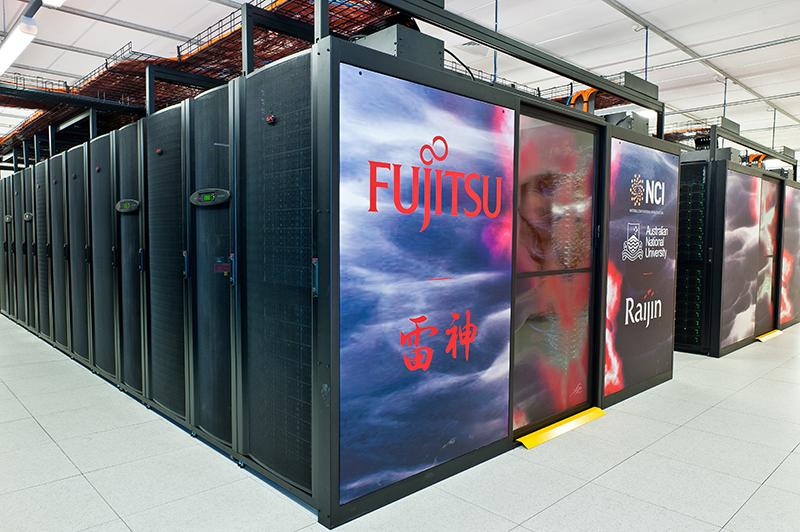 FUJITSU
雷神
NCI
Australian
National
University
Raijin